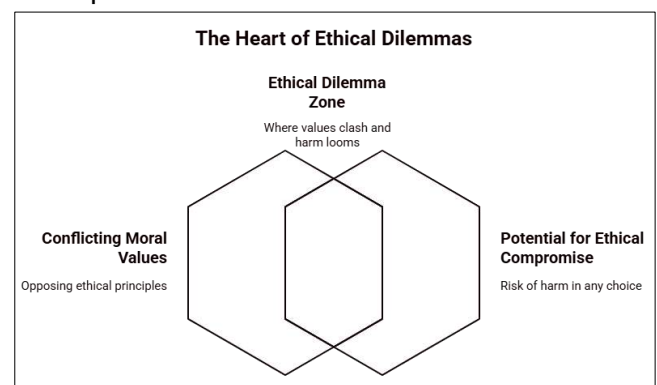 The Heart of Ethical Dilemmas
Ethical Dilemma
Zone
Where values clash and
harm looms
Conflicting Moral
Values
Opposing ethical principles
Potential for Ethical
Compromise
Risk of harm in any choice